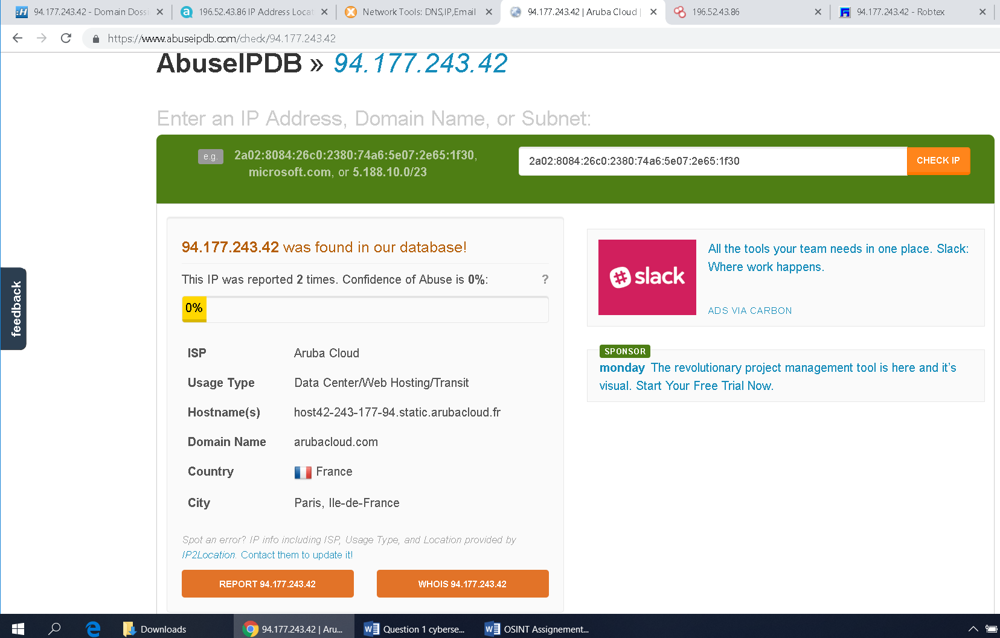 94.177.243.42 - Domain Dossi
196.52.43.86 IP Address Locat
Network Tools: DNS,IP,Email
94.177.243.42 | Aruba Cloud |
196.52.43.86
94.177.243.42 - Robtex
https://www.abuseipdb.com/check/94.177.243.42
AbuseIPDB » 94.177.243.42
Enter an IP Address, Domain Name, or Subnet:
e.g. 2a02:8084:26c0:2380:74a6:5e07:2e65:1f30,
microsoft.com, or 5.188.10.0/23
2a02:8084:26c0:2380:74a6:5e07:2e65:1f30
CHECK IP
94.177.243.42 was found in our database!
This IP was reported 2 times. Confidence of Abuse is 0%: ?
0%
ISP Aruba Cloud
Usage Type Data Center/Web Hosting/Transit
Hostname(s) host42-243-177-94.static.arubacloud.fr
Domain Name arubacloud.com
Country France
City Paris, Ile-de-France
Spot an error? IP info including ISP, Usage Type, and Location provided by
IP2Location. Contact them to update it!
REPORT 94.177.243.42
WHOIS 94.177.243.42
slack
All the tools your team needs in one place. Slack:
Where work happens.
ADS VIA CARBON
SPONSOR
monday The revolutionary project management tool is here and it's
visual. Start Your Free Trial Now.
feedback
Downloads
94.177.243.42 | Aru...
Question 1 cyberse...
OSINT Assignement...